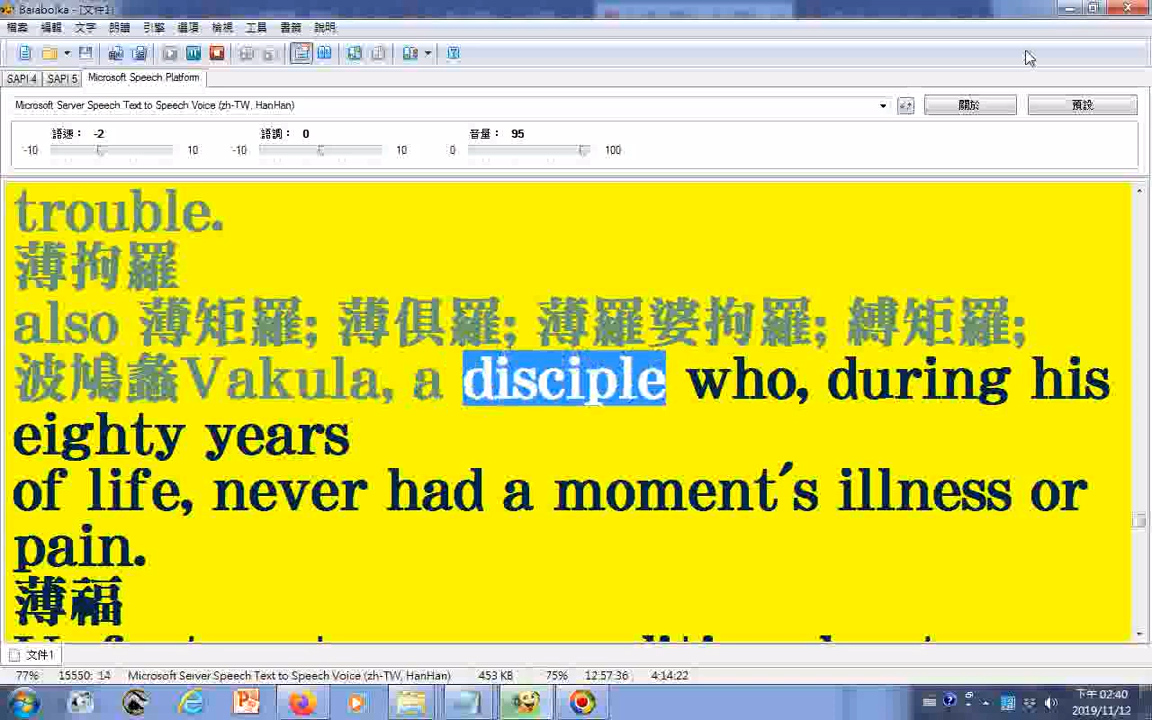 Balabolka - [文件1]
檔案 編輯 文字 朗讀 引擎 選項 檢視 工具 書籤 說明
SAPI 4 SAPI 5 Microsoft Speech Platform
Microsoft Server Speech Text to Speech Voice (zh-TW, HanHan) 關於 預設
語速： -2 語調： 0 音量： 95
-10 10 -10 10 0 100
trouble.
薄拘羅
also 薄矩羅; 薄俱羅; 薄羅婆拘羅; 縛矩羅;
波鳩蠡Vakula, a disciple who, during his
eighty years
of life, never had a moment´s illness or
pain.
薄福
文件1
77% 15550: 14 Microsoft Server Speech Text to Speech Voice (zh-TW, HanHan) 453 KB 75% 12:57:36 4:14:22
下午 02:40
2019/11/12